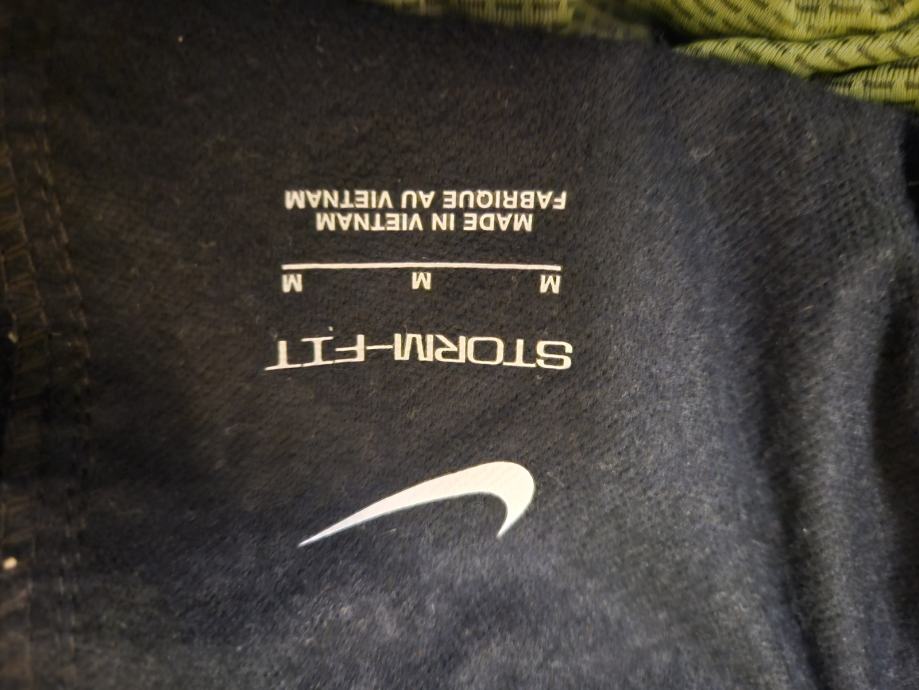 STORM-FIT
M M M
MADE IN VIETNAM
FABRIQUE AU VIETNAM